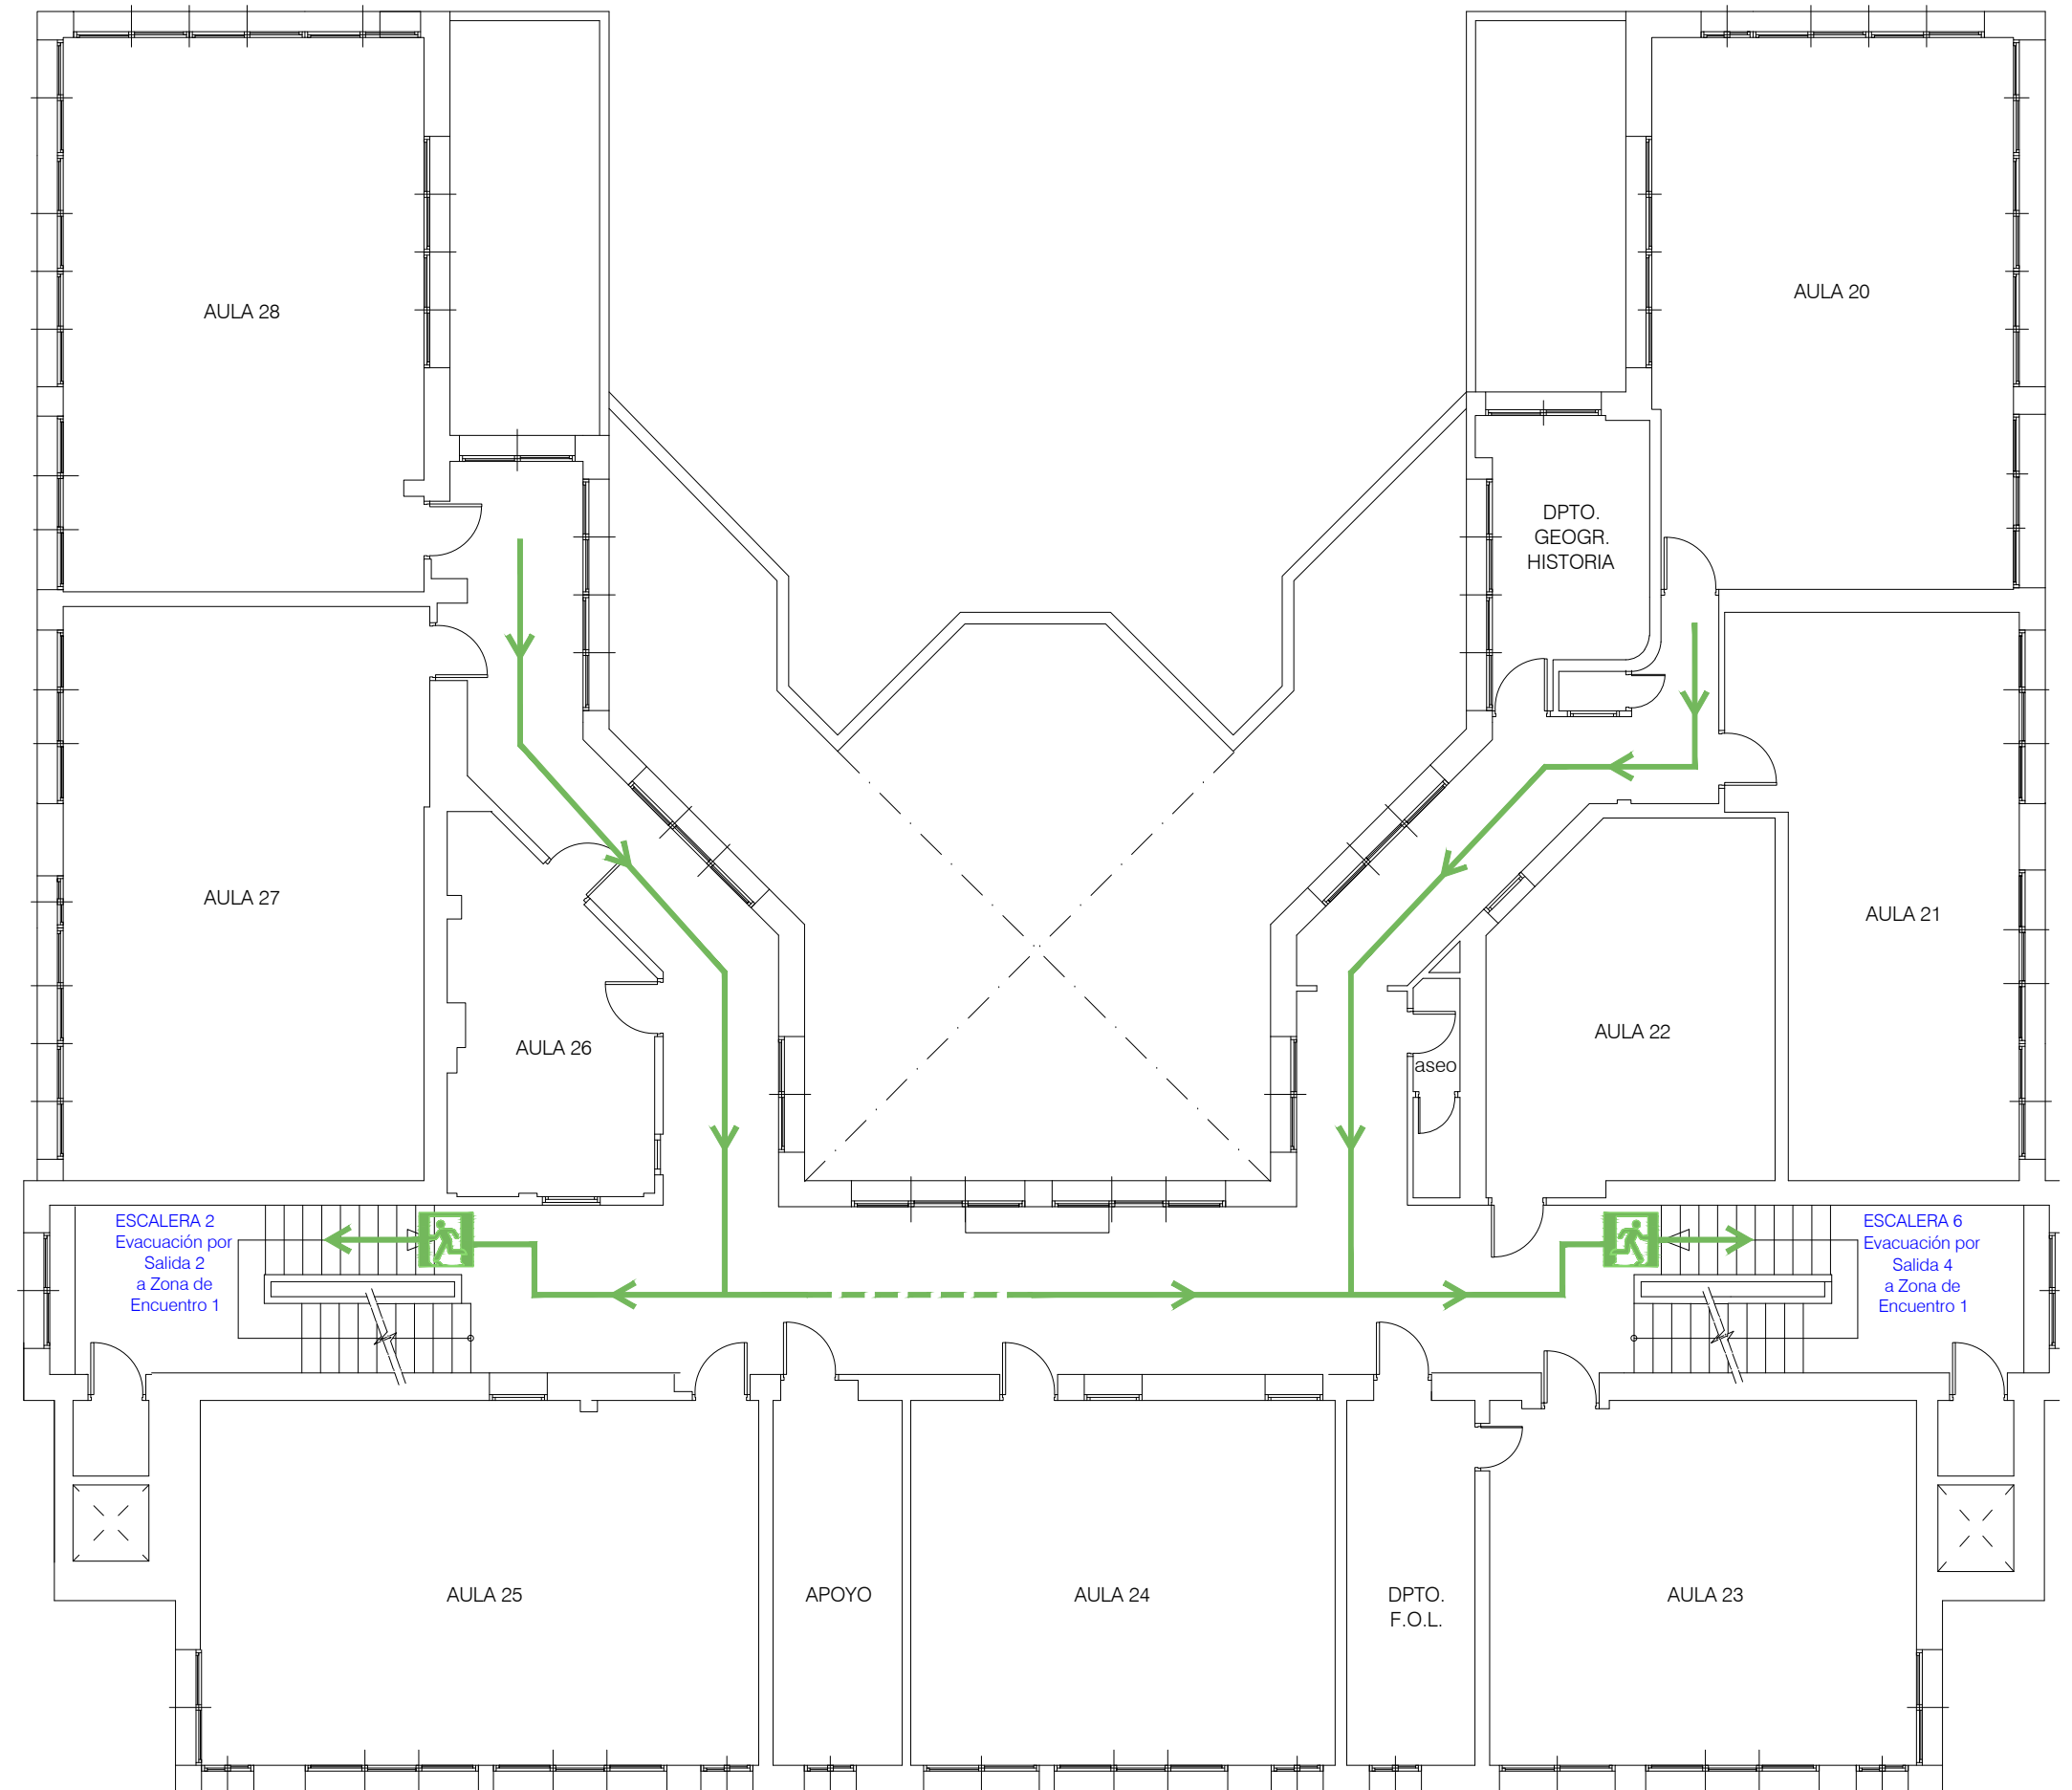 AULA 28
AULA 20
DPTO.
GEOGR.
HISTORIA
AULA 27
AULA 21
AULA 26
AULA 22
aseo
ESCALERA 2
Evacuación por
Salida 2
a Zona de
Encuentro 1
ESCALERA 6
Evacuación por
Salida 4
a Zona de
Encuentro 1
AULA 25
APOYO
AULA 24
DPTO.
F.O.L.
AULA 23